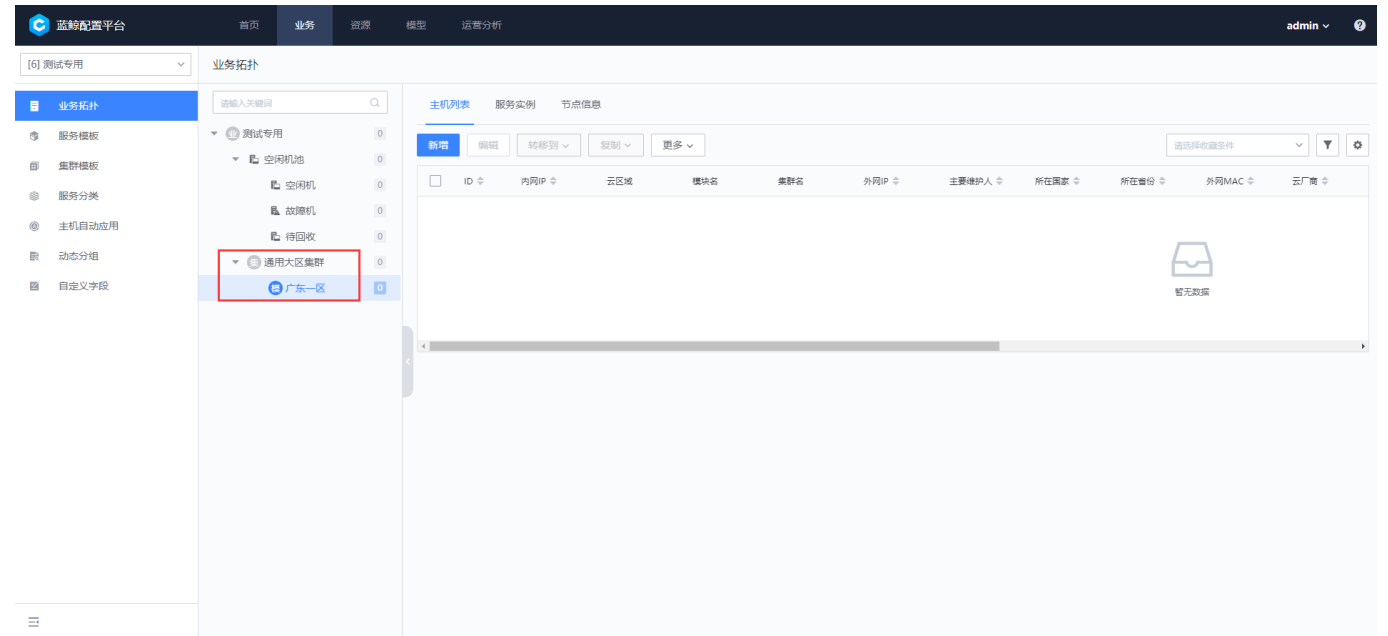 蓝鲸配置平台 首页 业务 资源 模型 运营分析 admin
[6] 测试专用 业务拓扑
业务拓扑
服务模板
集群模板
服务分类
主机自动应用
动态分组
自定义字段
请输入关键词
业 测试专用 0
空闲机池 0
空闲机 0
故障机 0
待回收 0
集 通用大区集群 0
模 广东一区 0
主机列表 服务实例 节点信息
新增 编辑 转移到 复制 更多 请选择收藏条件
ID 内网IP 云区域 模块名 集群名 外网IP 主要维护人 所在国家 所在省份 外网MAC 云厂商
暂无数据